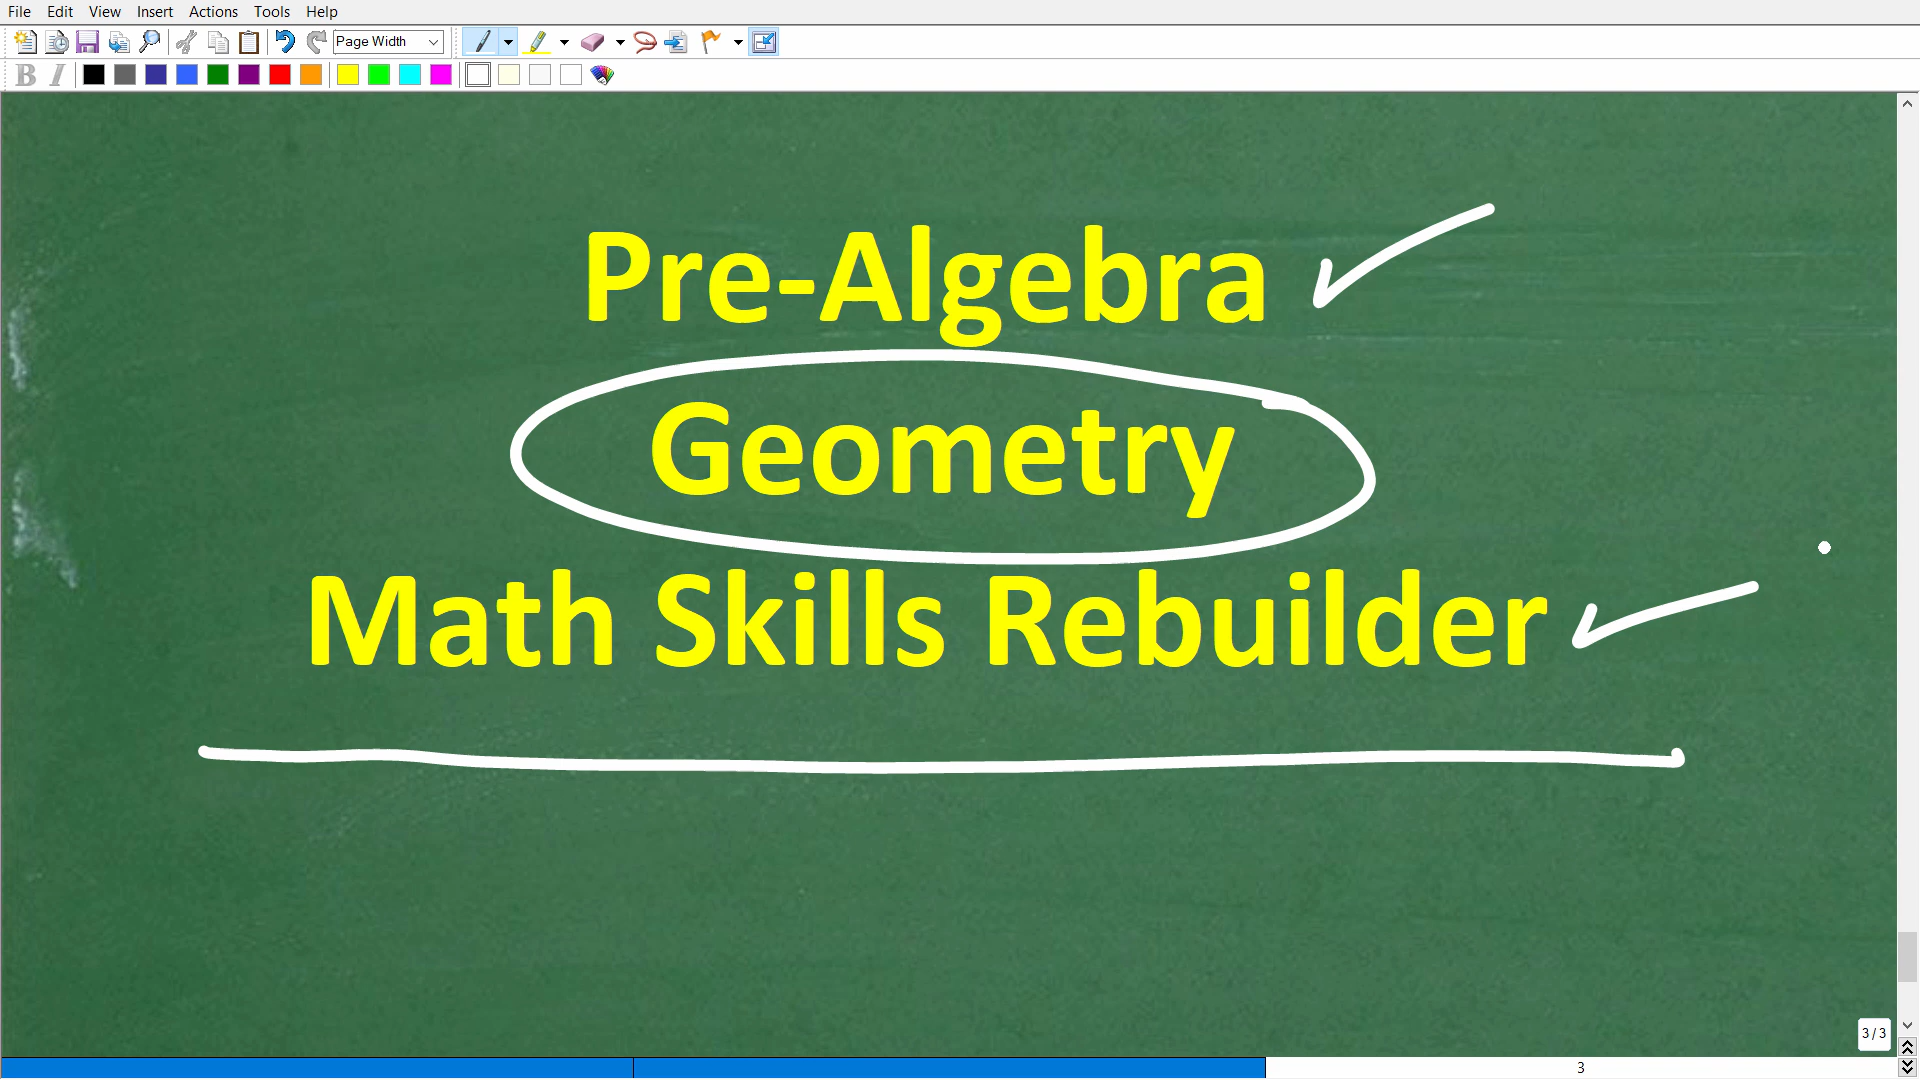 File Edit View Insert Actions Tools Help
Page Width
B I
Pre-Algebra
Geometry
Math Skills Rebuilder
3 / 3
3